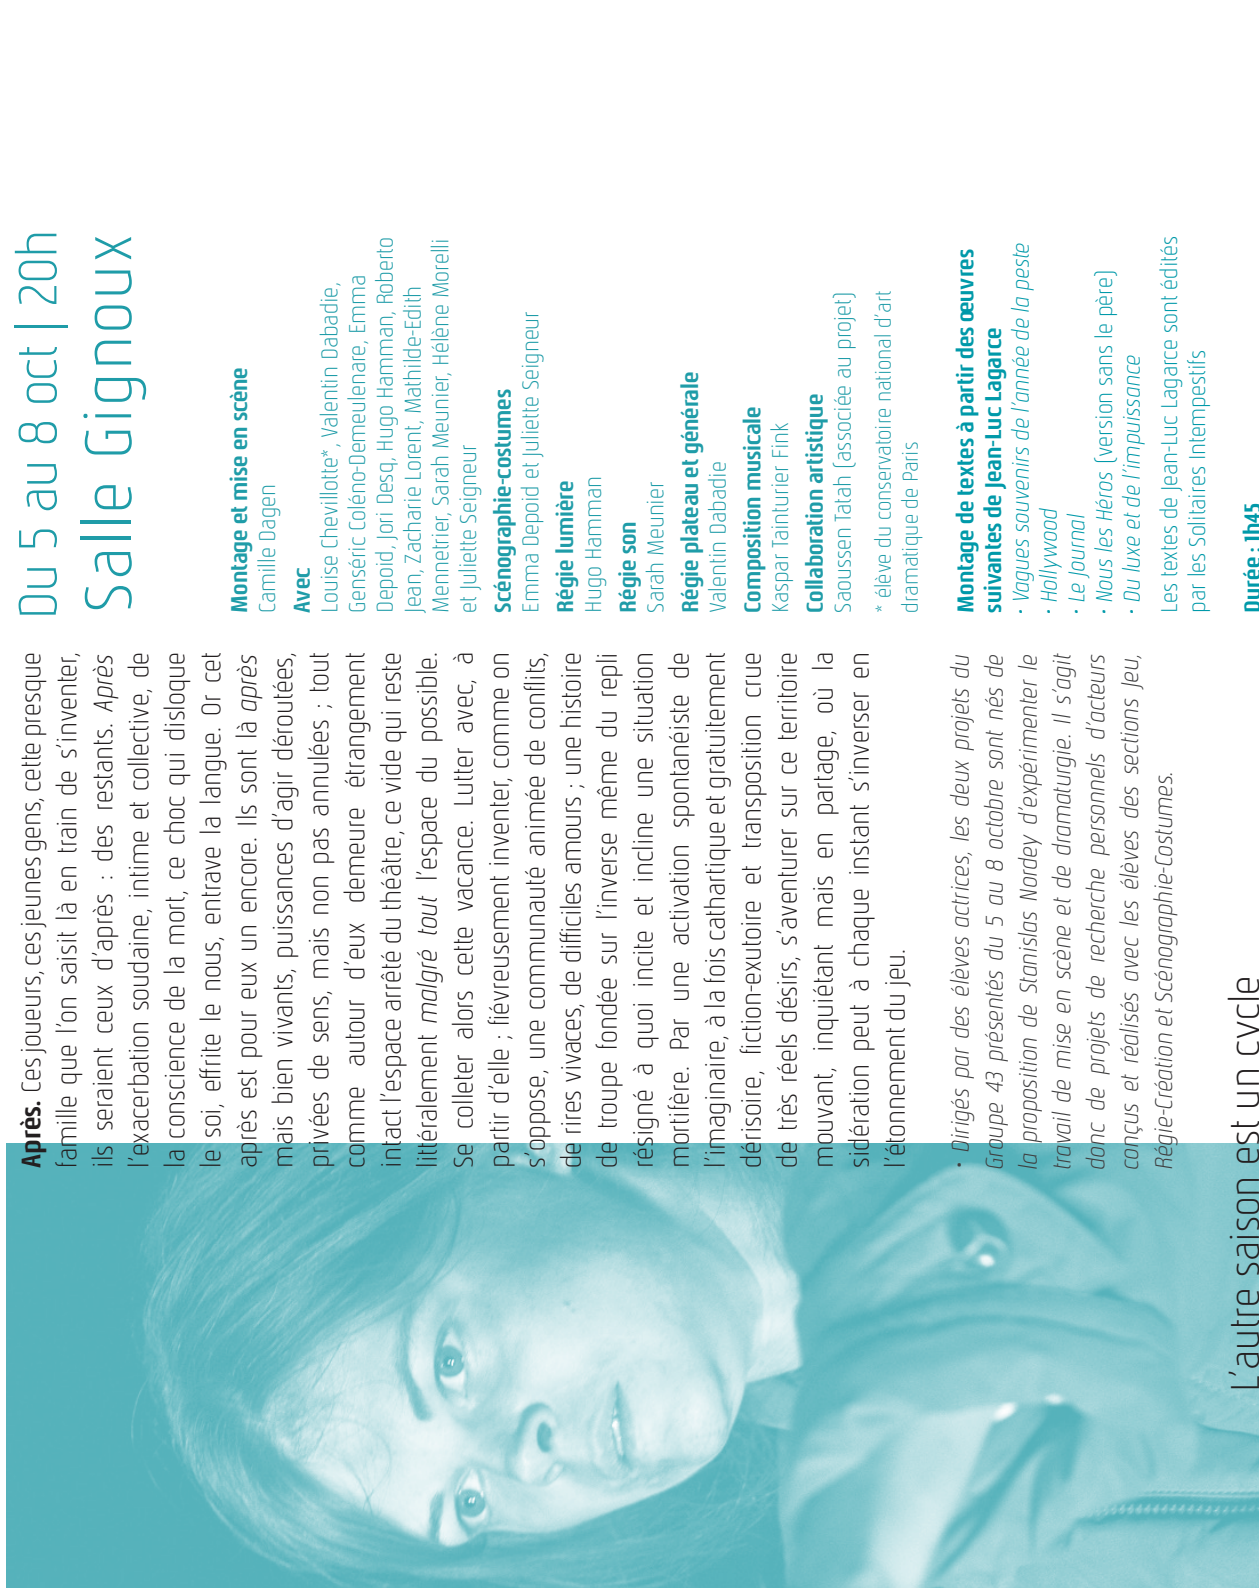 Après. Ces joueurs, ces jeunes gens, cette presque
famille que l’on saisit là en train de s’inventer,
ils seraient ceux d’après : des restants. Après
l’exacerbation soudaine, intime et collective, de
la conscience de la mort, ce choc qui disloque
le soi, effrite le nous, entrave la langue. Or cet
après est pour eux un encore. Ils sont là après
mais bien vivants, puissances d’agir déroutées,
privées de sens, mais non pas annulées ; tout
comme autour d’eux demeure étrangement
intact l’espace arrêté du théâtre, ce vide qui reste
littéralement malgré tout l’espace du possible.
Se colleter alors cette vacance. Lutter avec, à
partir d’elle ; fiévreusement inventer, comme on
s’oppose, une communauté animée de conflits,
de rires vivaces, de difficiles amours ; une histoire
de troupe fondée sur l’inverse même du repli
résigné à quoi incite et incline une situation
mortifère. Par une activation spontanéiste de
l’imaginaire, à la fois cathartique et gratuitement
dérisoire, fiction-exutoire et transposition crue
de très réels désirs, s’aventurer sur ce territoire
mouvant, inquiétant mais en partage, où la
sidération peut à chaque instant s’inverser en
l’étonnement du jeu.
• Dirigés par des élèves actrices, les deux projets du
Groupe 43 présentés du 5 au 8 octobre sont nés de
la proposition de Stanislas Nordey d’expérimenter le
travail de mise en scène et de dramaturgie. Il s’agit
donc de projets de recherche personnels d’acteurs
conçus et réalisés avec les élèves des sections Jeu,
Régie-Création et Scénographie-Costumes.
L’autre saison est un cycle
Du 5 au 8 oct | 20h
Salle Gignoux
Montage et mise en scène
Camille Dagen
Avec
Louise Chevillotte*, Valentin Dabadie,
Genséric Coléno-Demeulenare, Emma
Depoid, Jori Desq, Hugo Hamman, Roberto
Jean, Zacharie Lorent, Mathilde-Edith
Mennetrier, Sarah Meunier, Hélène Morelli
et Juliette Seigneur
Scénographie-costumes
Emma Depoid et Juliette Seigneur
Régie lumière
Hugo Hamman
Régie son
Sarah Meunier
Régie plateau et générale
Valentin Dabadie
Composition musicale
Kaspar Tainturier Fink
Collaboration artistique
Saoussen Tatah (associée au projet)
* élève du conservatoire national d’art
dramatique de Paris
Montage de textes à partir des œuvres
suivantes de Jean-Luc Lagarce
• Vagues souvenirs de l’année de la peste
• Hollywood
• Le Journal
• Nous les Héros (version sans le père)
• Du luxe et de l’impuissance
Les textes de Jean-Luc Lagarce sont édités
par les Solitaires Intempestifs
Durée : 1h45